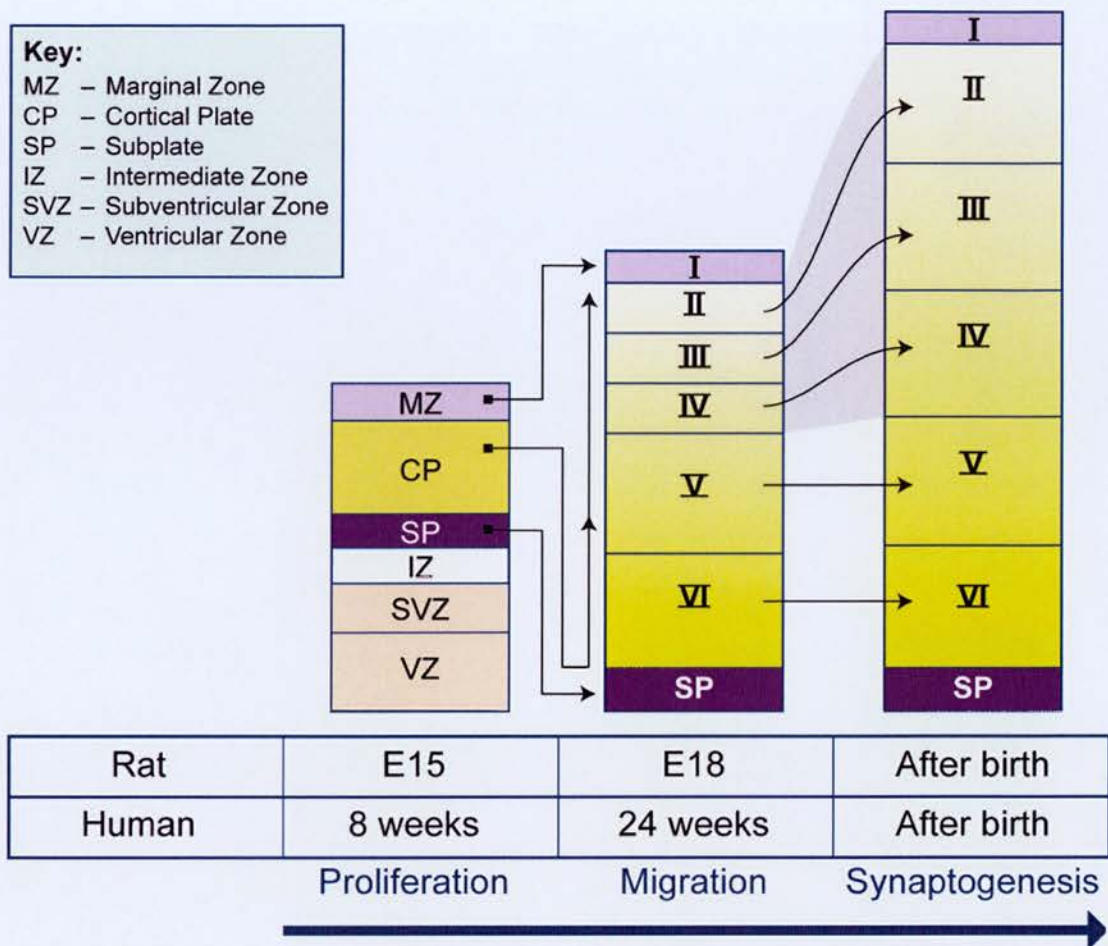 Key:
MZ – Marginal Zone
CP – Cortical Plate
SP – Subplate
IZ – Intermediate Zone
SVZ – Subventricular Zone
VZ – Ventricular Zone
MZ
CP
SP
IZ
SVZ
VZ
I
II
III
IV
V
VI
SP
I
II
III
IV
V
VI
SP
Rat E15 E18 After birth
Human 8 weeks 24 weeks After birth
Proliferation Migration Synaptogenesis